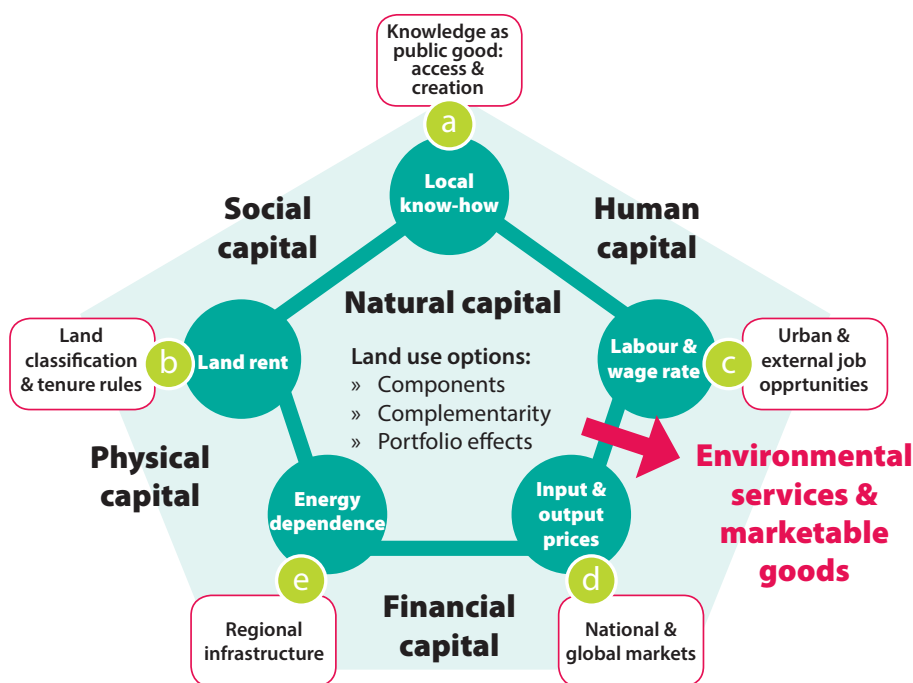 Knowledge as
public good:
access &
creation
a
Local
know-how
Social
capital
Human
capital
Natural capital
Land
classification
& tenure rules
b
Land rent
Land use options:
» Components
» Complementarity
» Portfolio effects
Labour &
wage rate
c
Urban &
external job
opprtunities
Physical
capital
Energy
dependence
Input &
output
prices
Environmental
services &
marketable
goods
e
Regional
infrastructure
Financial
capital
d
National &
global markets